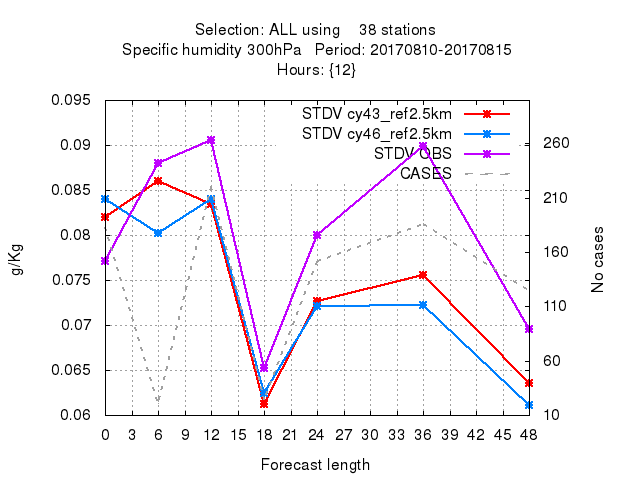 Selection: ALL using 38 stations
Specific humidity 300hPa Period: 20170810-20170815
Hours: {12}
STDV cy43_ref2.5km
STDV cy46_ref2.5km
STDV OBS
CASES
g/Kg
0.095
0.09
0.085
0.08
0.075
0.07
0.065
0.06
260
210
160
110
60
10
No cases
0 3 6 9 12 15 18 21 24 27 30 33 36 39 42 45 48
Forecast length